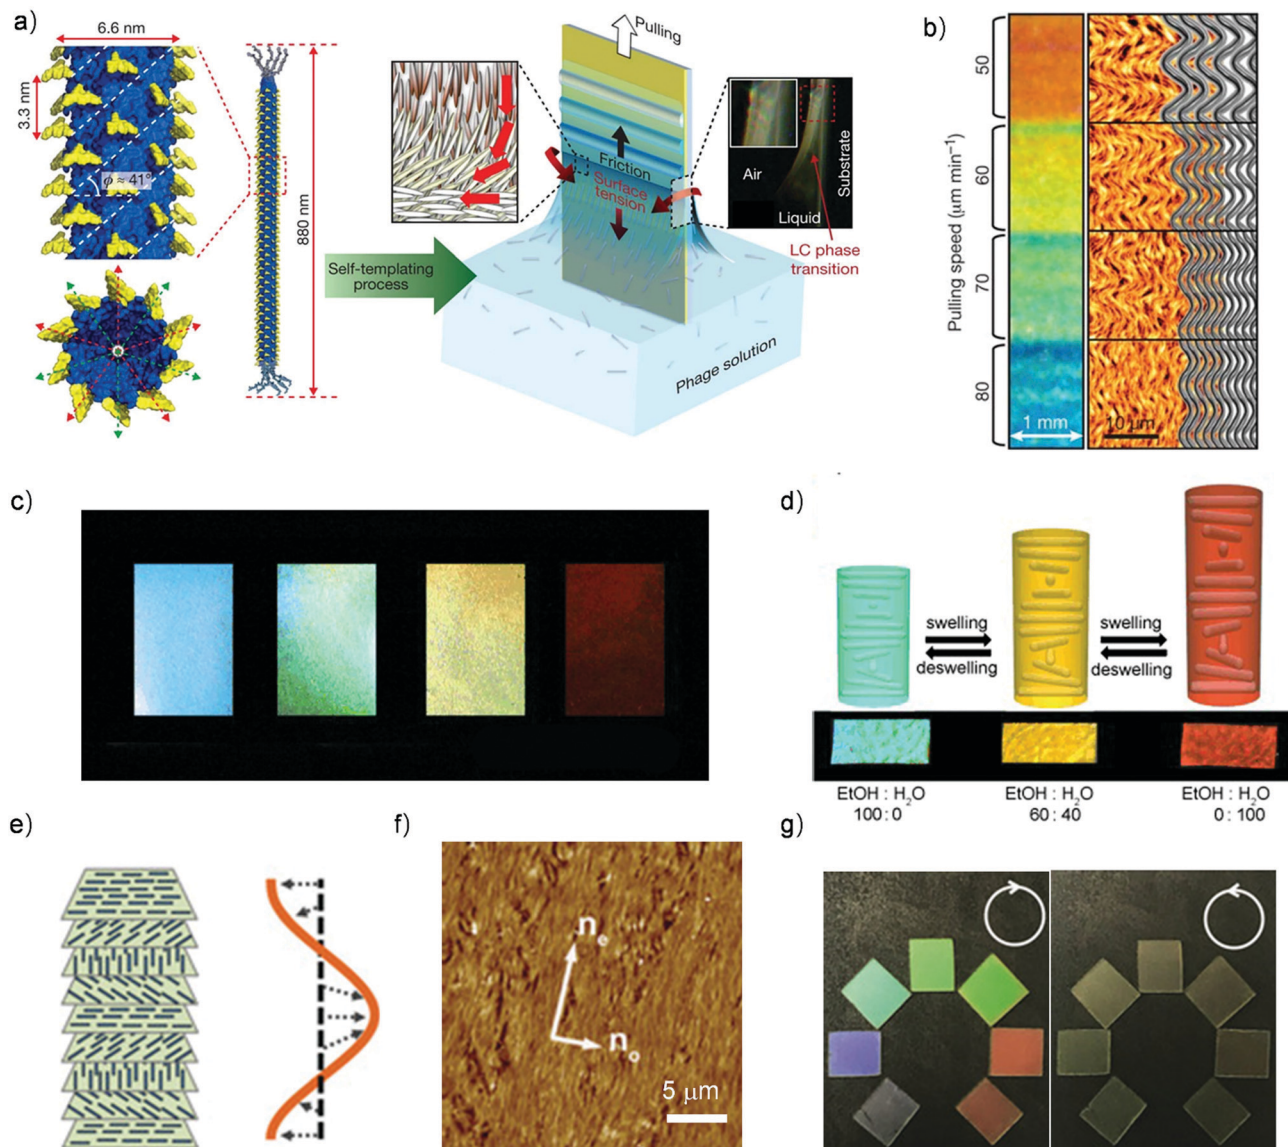 a)
6.6 nm
3.3 nm
ϕ ≈ 41°
880 nm
Self-templating
process
Pulling
Friction
Surface
tension
Air
Liquid
Substrate
LC phase
transition
Phage solution
b)
Pulling speed (μm min⁻¹)
50
60
70
80
1 mm
10 μm
c)
d)
swelling
deswelling
swelling
deswelling
EtOH : H₂O
100 : 0
EtOH : H₂O
60 : 40
EtOH : H₂O
0 : 100
e)
f)
nₑ
nₒ
5 μm
g)